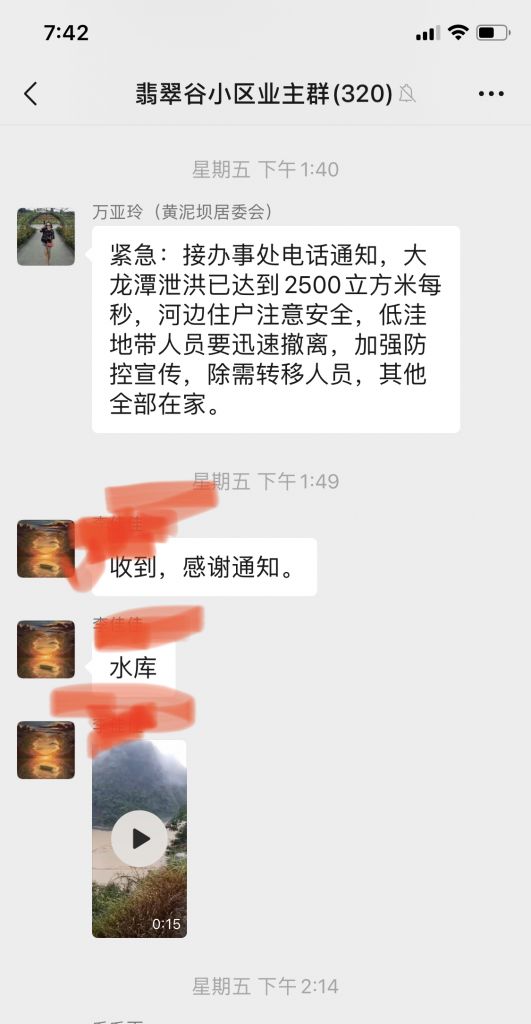 7:42
翡翠谷小区业主群(320)
星期五 下午1:40
万亚玲（黄泥坝居委会）
紧急：接办事处电话通知，大
龙潭泄洪已达到2500立方米每
秒，河边住户注意安全，低洼
地带人员要迅速撤离，加强防
控宣传，除需转移人员，其他
全部在家。
星期五 下午1:49
收到，感谢通知。
水库
0:15
星期五 下午2:14